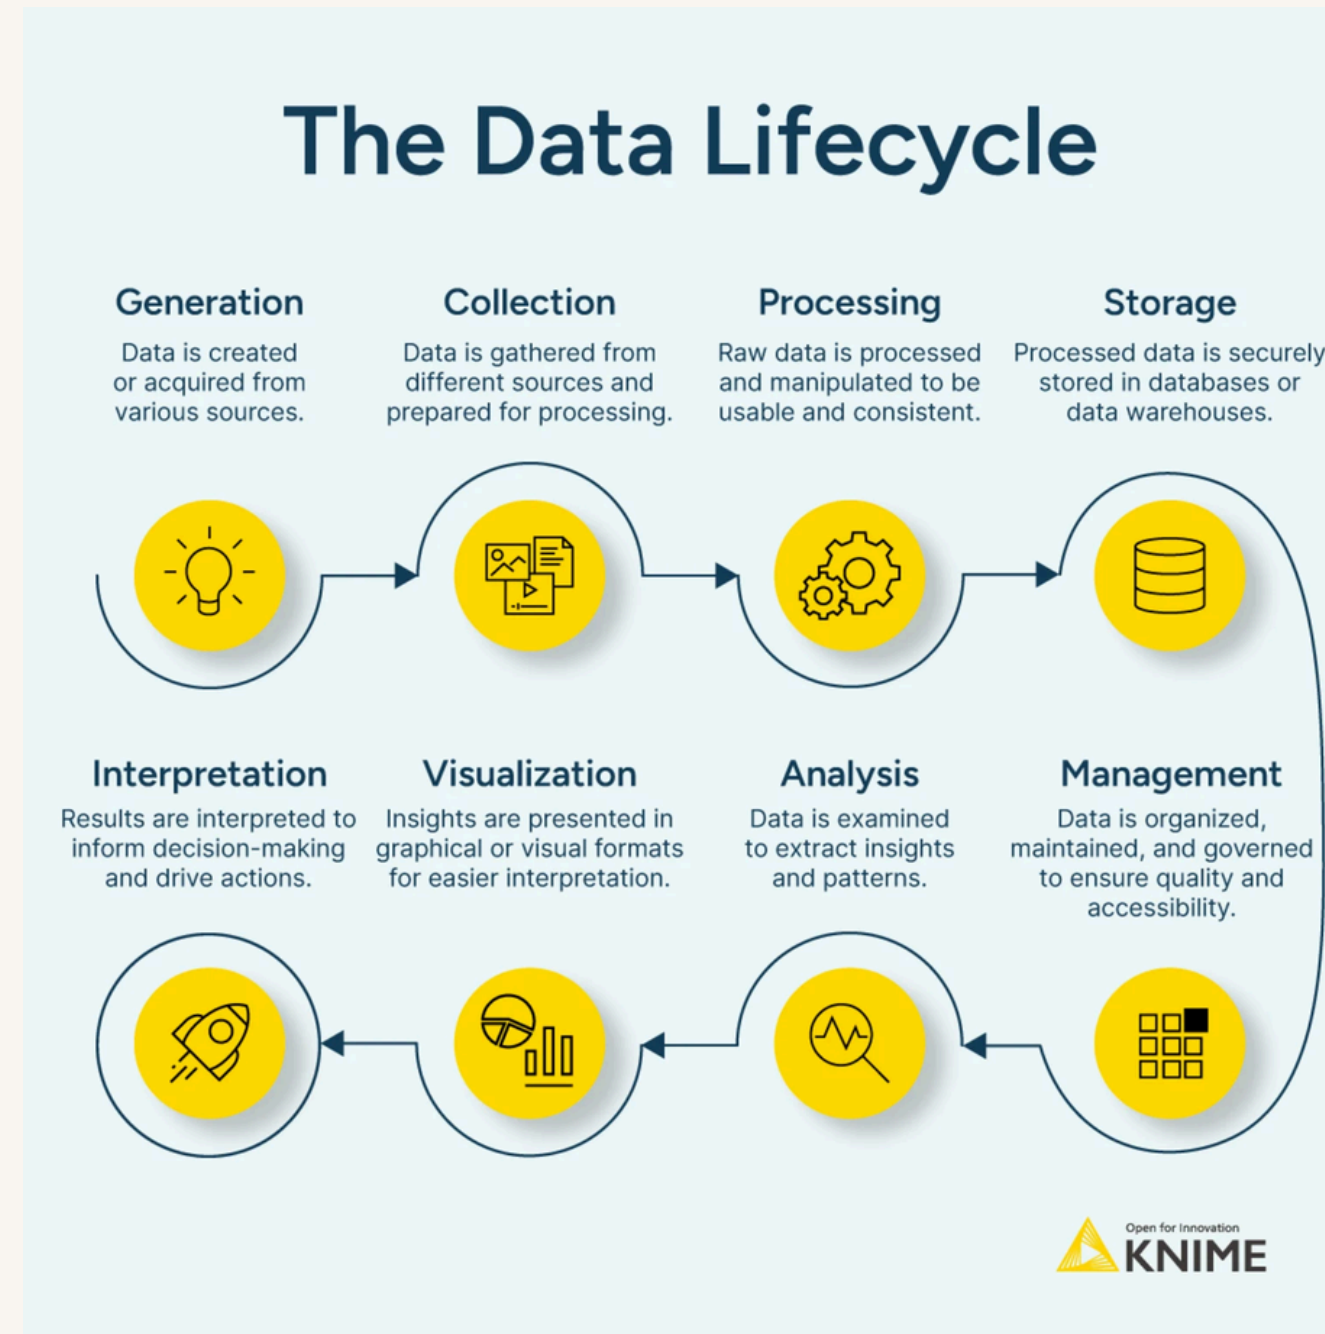 The Data Lifecycle
Generation
Data is created
or acquired from
various sources.
Collection
Data is gathered from
different sources and
prepared for processing.
Processing
Raw data is processed
and manipulated to be
usable and consistent.
Storage
Processed data is securely
stored in databases or
data warehouses.
Interpretation
Results are interpreted to
inform decision-making
and drive actions.
Visualization
Insights are presented in
graphical or visual formats
for easier interpretation.
Analysis
Data is examined
to extract insights
and patterns.
Management
Data is organized,
maintained, and governed
to ensure quality and
accessibility.
Open for Innovation
KNIME